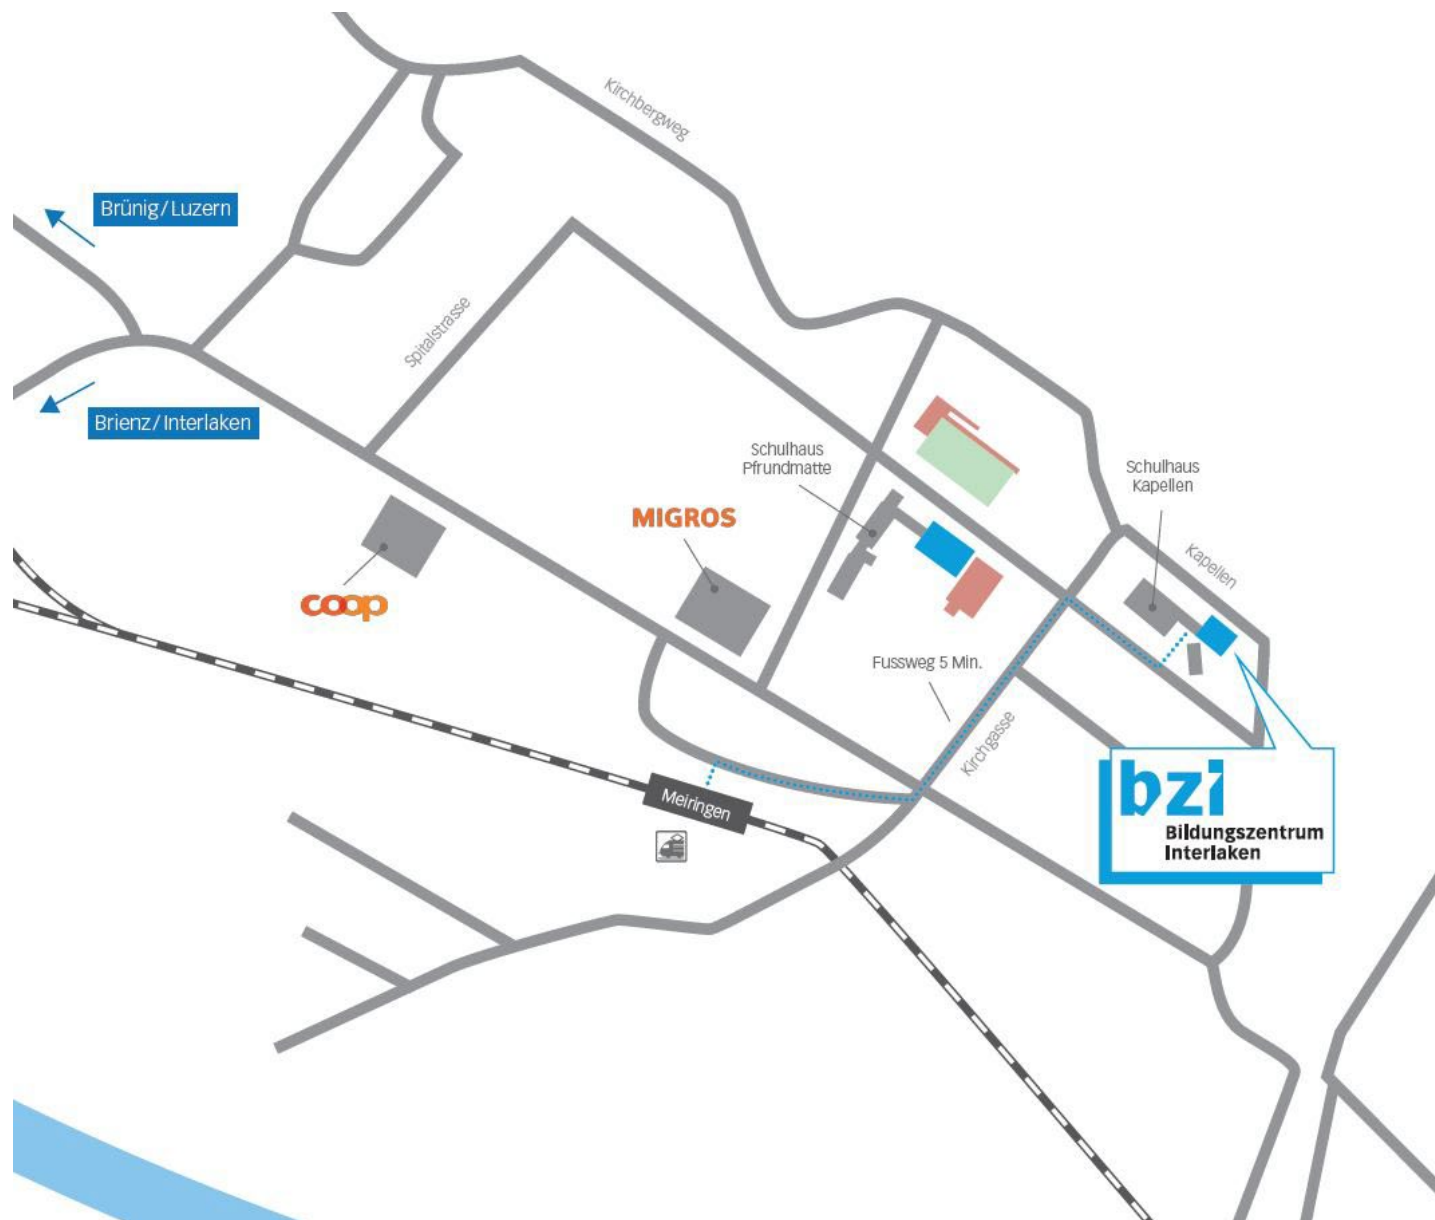 Kirchbergweg
Brünig/Luzern
Spitalstrasse
Brienz/Interlaken
Schulhaus
Pfrundmatte
Schulhaus
Kapellen
MIGROS
Kapellen
coop
Fussweg 5 Min.
Kirchgasse
Meiringen
bzi
Bildungszentrum
Interlaken